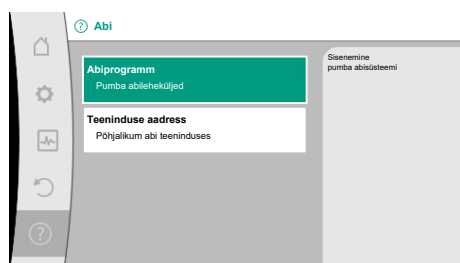 Abi
Abiprogramm
Pumba abileheküljed
Teeninduse aadress
Põhjalikum abi teeninduses
Sisenemine
pumba abisüsteemi